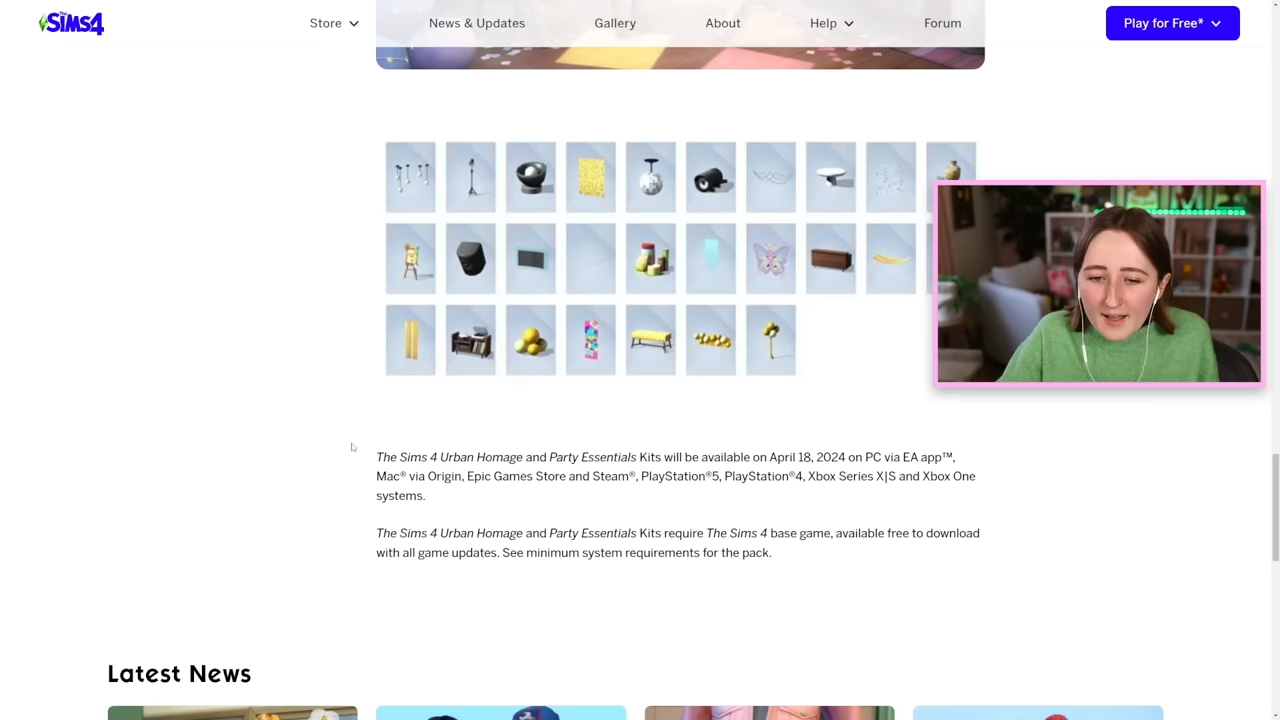 The Sims 4
Store
News & Updates
Gallery
About
Help
Forum
Play for Free*
The Sims 4 Urban Homage and Party Essentials Kits will be available on April 18, 2024 on PC via EA app™,
Mac® via Origin, Epic Games Store and Steam®, PlayStation®5, PlayStation®4, Xbox Series X|S and Xbox One
systems.
The Sims 4 Urban Homage and Party Essentials Kits require The Sims 4 base game, available free to download
with all game updates. See minimum system requirements for the pack.
Latest News